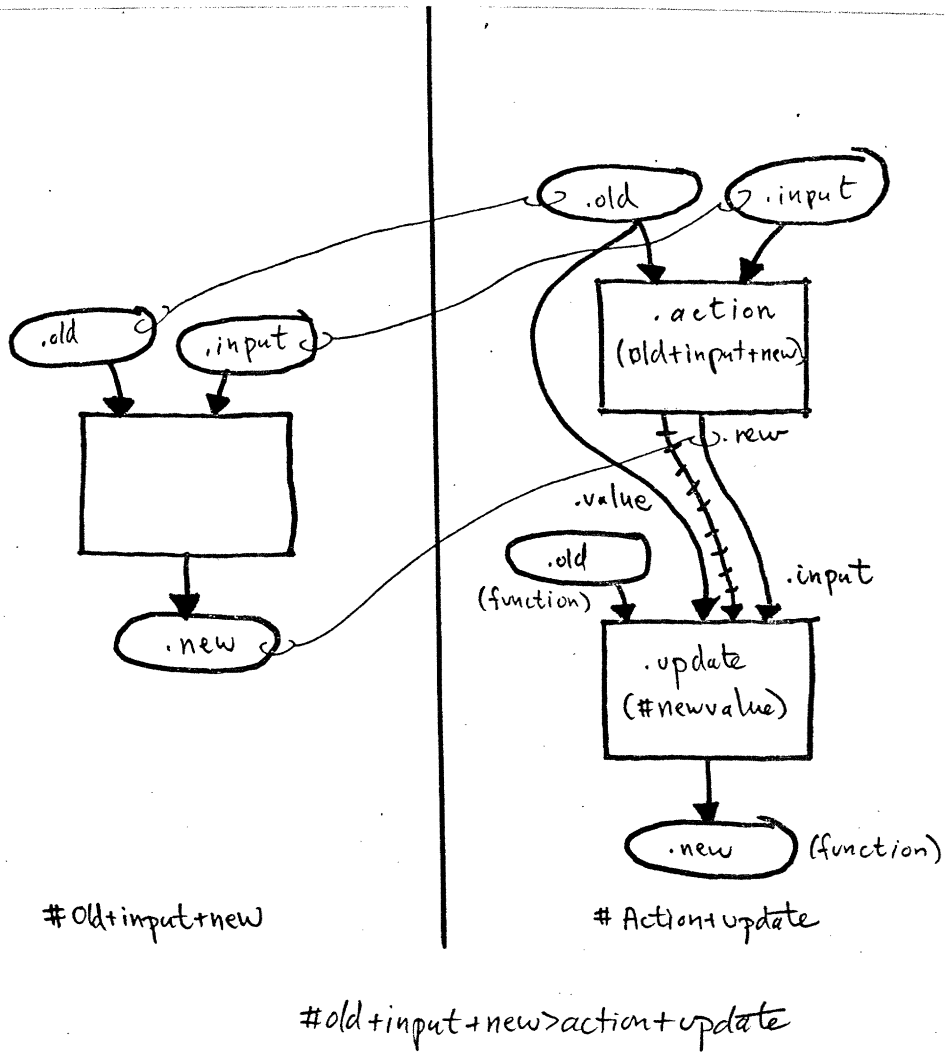 .old
.input
.new
#Old+input+new
.old
.input
.action
(old+input+new)
.new
.value
.old
(function)
.input
.update
(#newvalue)
.new
(function)
# Action+update
#old+input+new>action+update